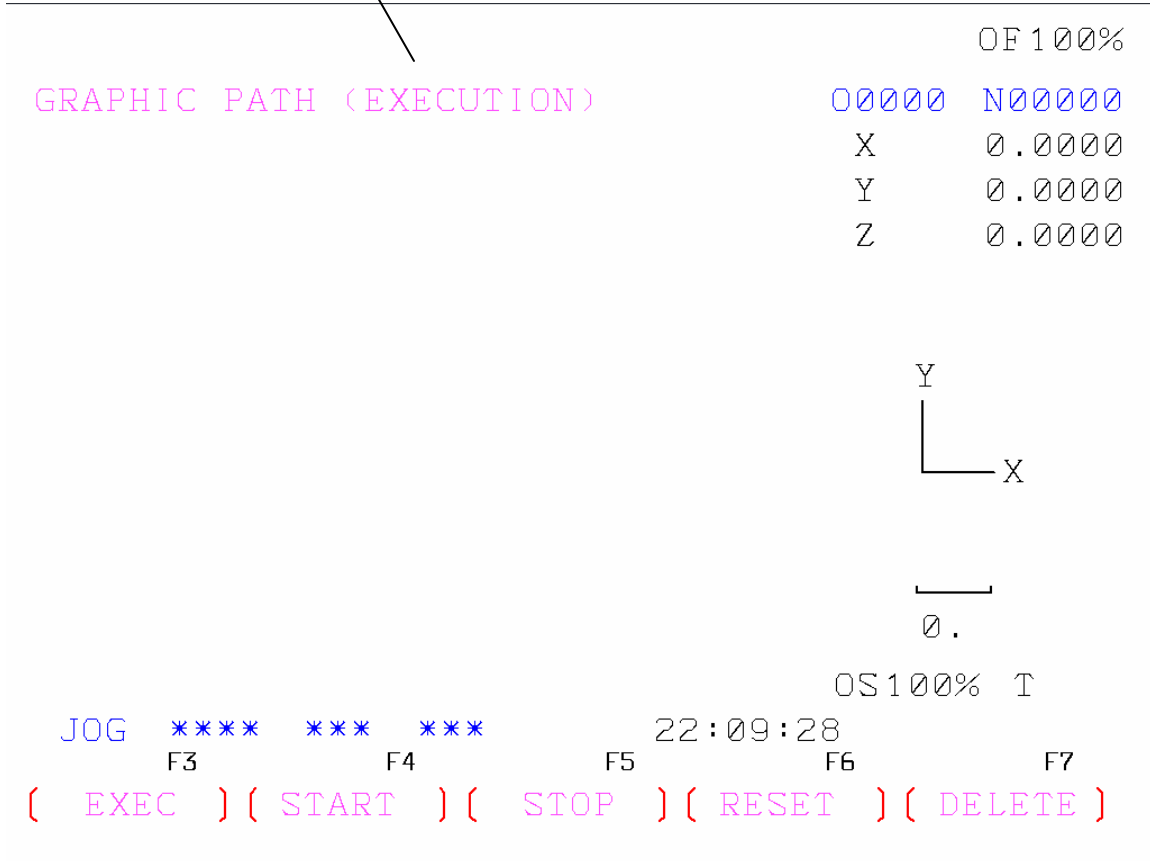 OF100%
GRAPHIC PATH (EXECUTION) O0000 N00000
X 0.0000
Y 0.0000
Z 0.0000
Y
X
0.
OS100% T
JOG **** *** *** 22:09:28
F3 F4 F5 F6 F7
( EXEC )( START )( STOP )( RESET )( DELETE )